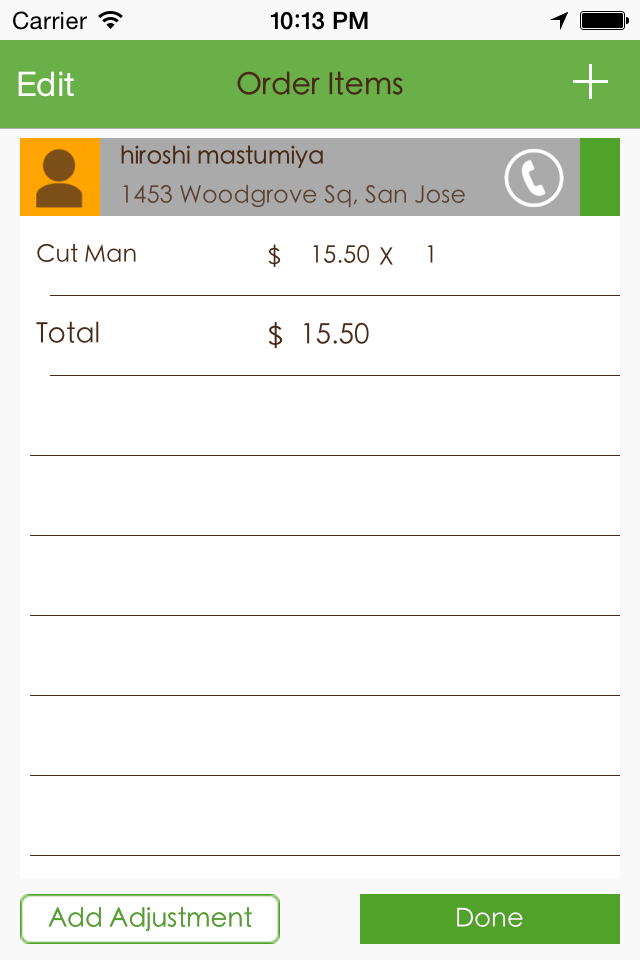 Carrier 10:13 PM
Edit Order Items +
hiroshi mastumiya
1453 Woodgrove Sq, San Jose
Cut Man $ 15.50 X 1
Total $ 15.50
Add Adjustment Done